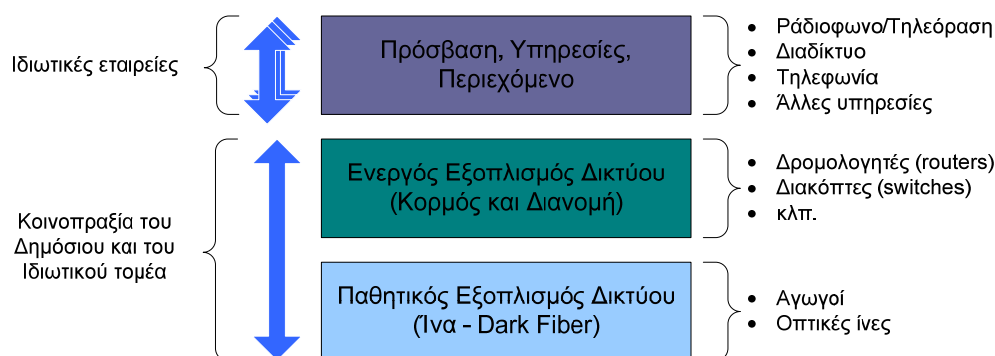 Ιδιωτικές εταιρείες
Πρόσβαση, Υπηρεσίες,
Περιεχόμενο
• Ράδιοφωνο/Τηλεόραση
• Διαδίκτυο
• Τηλεφωνία
• Άλλες υπηρεσίες
Κοινοπραξία του
Δημόσιου και του
Ιδιωτικού τομέα
Ενεργός Εξοπλισμός Δικτύου
(Κορμός και Διανομή)
• Δρομολογητές (routers)
• Διακόπτες (switches)
• κλπ.
Παθητικός Εξοπλισμός Δικτύου
(Ίνα - Dark Fiber)
• Αγωγοί
• Οπτικές ίνες